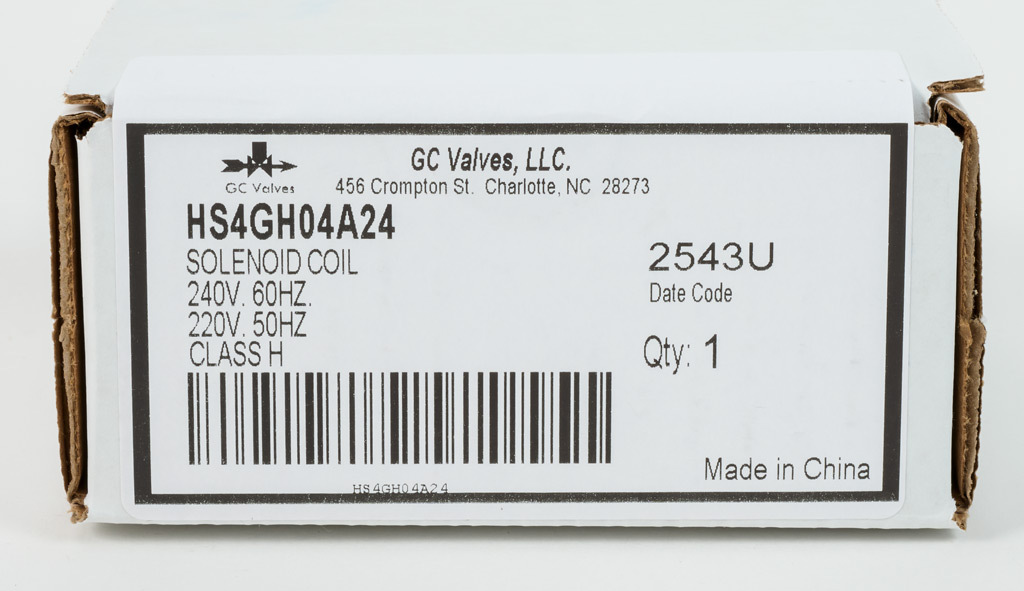 GC Valves
GC Valves, LLC.
456 Crompton St. Charlotte, NC 28273
HS4GH04A24
SOLENOID COIL
240V. 60HZ.
220V. 50HZ
CLASS H
2543U
Date Code
Qty: 1
HS4GH04A24
Made in China